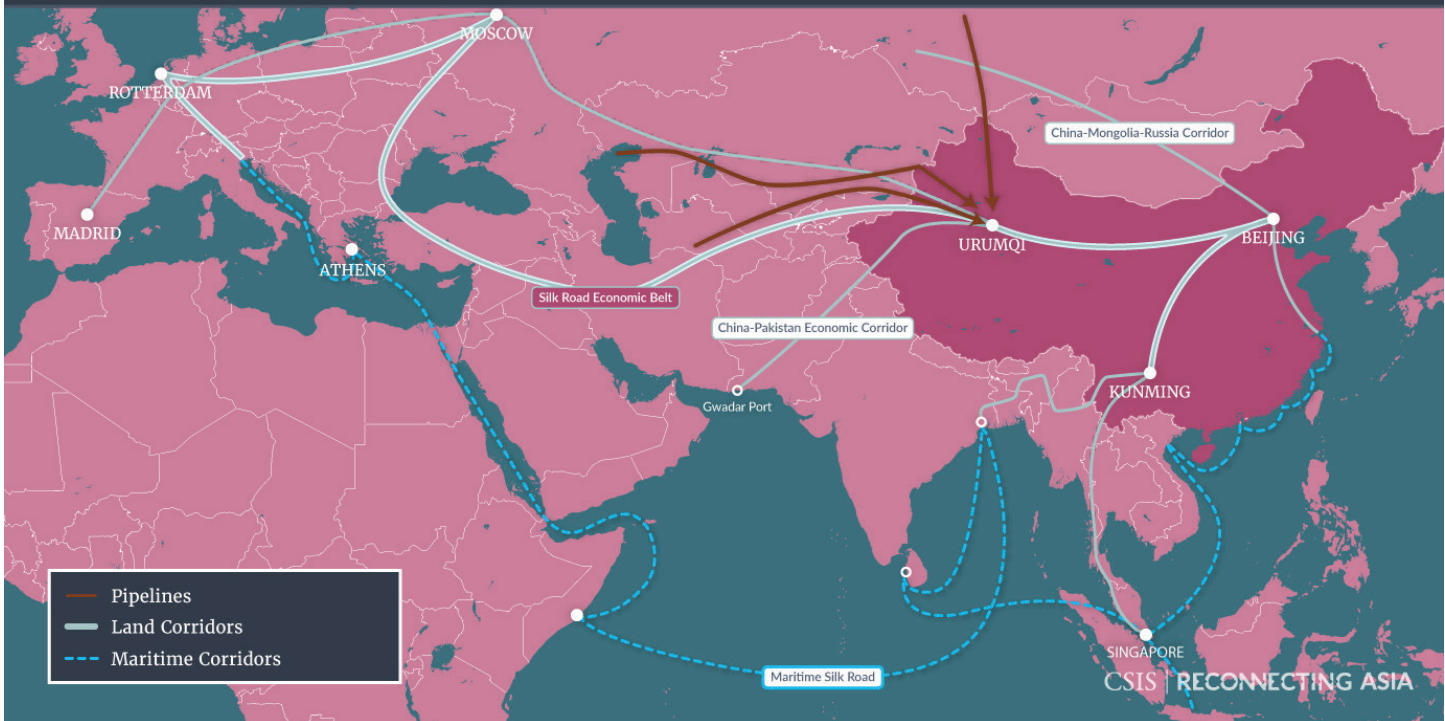 MOSCOW
ROTTERDAM
China-Mongolia-Russia Corridor
MADRID
URUMQI
BEIJING
ATHENS
Silk Road Economic Belt
China-Pakistan Economic Corridor
KUNMING
Gwadar Port
Pipelines
Land Corridors
Maritime Corridors
SINGAPORE
Maritime Silk Road
CSIS | RECONNECTING ASIA